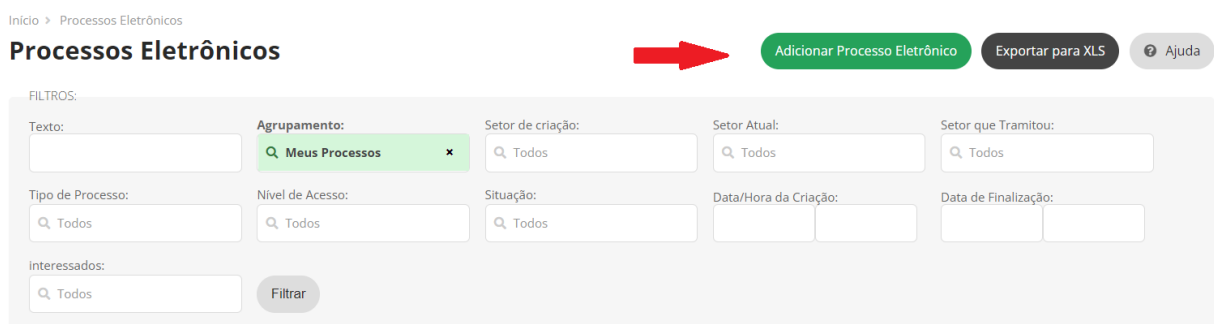 Início > Processos Eletrônicos
Processos Eletrônicos
Adicionar Processo Eletrônico
Exportar para XLS
Ajuda
FILTROS:
Texto:
Agrupamento:
Setor de criação:
Setor Atual:
Setor que Tramitou:
Meus Processos ×
Todos
Todos
Todos
Tipo de Processo:
Nível de Acesso:
Situação:
Data/Hora da Criação:
Data de Finalização:
Todos
Todos
Todos
interessados:
Todos
Filtrar